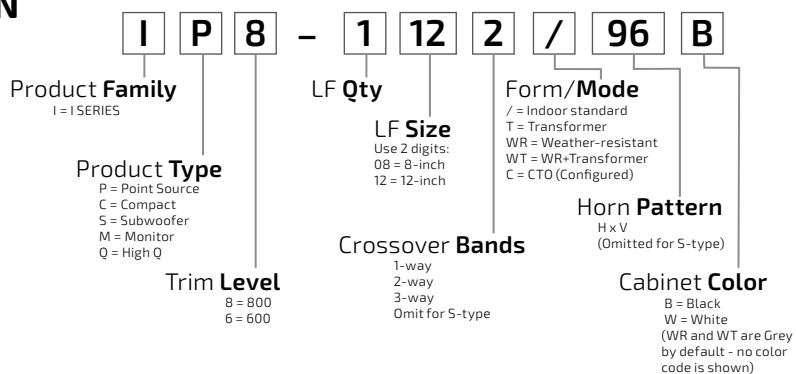 N
I P 8 – 1 12 2 / 96 B
Product Family
I = I SERIES
Product Type
P = Point Source
C = Compact
S = Subwoofer
M = Monitor
Q = High Q
Trim Level
8 = 800
6 = 600
LF Qty
LF Size
Use 2 digits:
08 = 8-inch
12 = 12-inch
Crossover Bands
1-way
2-way
3-way
Omit for S-type
Form/Mode
/ = Indoor standard
T = Transformer
WR = Weather-resistant
WT = WR+Transformer
C = CTO (Configured)
Horn Pattern
H x V
(Omitted for S-type)
Cabinet Color
B = Black
W = White
(WR and WT are Grey
by default - no color
code is shown)